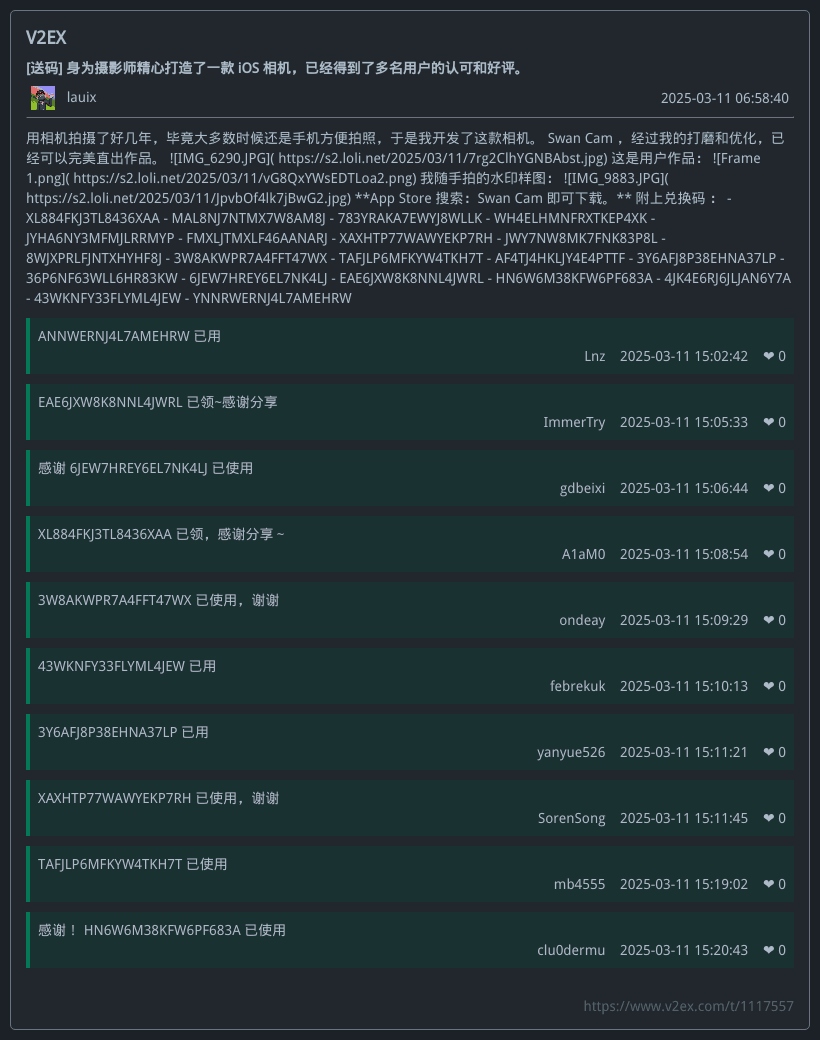 V2EX
[送码] 身为摄影师精心打造了一款 iOS 相机，已经得到了多名用户的认可和好评。
lauix 2025-03-11 06:58:40
用相机拍摄了好几年，毕竟大多数时候还是手机方便拍照，于是我开发了这款相机。 Swan Cam ，经过我的打磨和优化，已
经可以完美直出作品。 ![IMG_6290.JPG]( https://s2.loli.net/2025/03/11/7rg2ClhYGNBAbst.jpg) 这是用户作品： ![Frame
1.png]( https://s2.loli.net/2025/03/11/vG8QxYWsEDTLoa2.png) 我随手拍的水印样图： ![IMG_9883.JPG](
https://s2.loli.net/2025/03/11/JpvbOf4lk7jBwG2.jpg) **App Store 搜索：Swan Cam 即可下载。** 附上兑换码 ： -
XL884FKJ3TL8436XAA - MAL8NJ7NTMX7W8AM8J - 783YRAKA7EWYJ8WLLK - WH4ELHMNFRXTKEP4XK -
JYHA6NY3MFMJLRRMYP - FMXLJTMXLF46AANARJ - XAXHTP77WAWYEKP7RH - JWY7NW8MK7FNK83P8L -
8WJXPRLFJNTXHYHF8J - 3W8AKWPR7A4FFT47WX - TAFJLP6MFKYW4TKH7T - AF4TJ4HKLJY4E4PTTF - 3Y6AFJ8P38EHNA37LP -
36P6NF63WLL6HR83KW - 6JEW7HREY6EL7NK4LJ - EAE6JXW8K8NNL4JWRL - HN6W6M38KFW6PF683A - 4JK4E6RJ6JLJAN6Y7A
- 43WKNFY33FLYML4JEW - YNNRWERNJ4L7AMEHRW
ANNWERNJ4L7AMEHRW 已用
Lnz 2025-03-11 15:02:42 ❤ 0
EAE6JXW8K8NNL4JWRL 已领~感谢分享
ImmerTry 2025-03-11 15:05:33 ❤ 0
感谢 6JEW7HREY6EL7NK4LJ 已使用
gdbeixi 2025-03-11 15:06:44 ❤ 0
XL884FKJ3TL8436XAA 已领，感谢分享 ~
A1aM0 2025-03-11 15:08:54 ❤ 0
3W8AKWPR7A4FFT47WX 已使用，谢谢
ondeay 2025-03-11 15:09:29 ❤ 0
43WKNFY33FLYML4JEW 已用
febrekuk 2025-03-11 15:10:13 ❤ 0
3Y6AFJ8P38EHNA37LP 已用
yanyue526 2025-03-11 15:11:21 ❤ 0
XAXHTP77WAWYEKP7RH 已使用，谢谢
SorenSong 2025-03-11 15:11:45 ❤ 0
TAFJLP6MFKYW4TKH7T 已使用
mb4555 2025-03-11 15:19:02 ❤ 0
感谢！ HN6W6M38KFW6PF683A 已使用
clu0dermu 2025-03-11 15:20:43 ❤ 0
https://www.v2ex.com/t/1117557